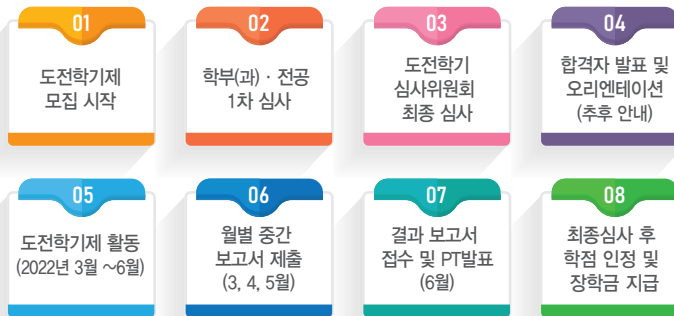 01
도전학기제
모집 시작
02
학부(과) · 전공
1차 심사
03
도전학기
심사위원회
최종 심사
04
합격자 발표 및
오리엔테이션
(추후 안내)
05
도전학기제 활동
(2022년 3월 ~6월)
06
월별 중간
보고서 제출
(3, 4, 5월)
07
결과 보고서
접수 및 PT발표
(6월)
08
최종심사 후
학점 인정 및
장학금 지급